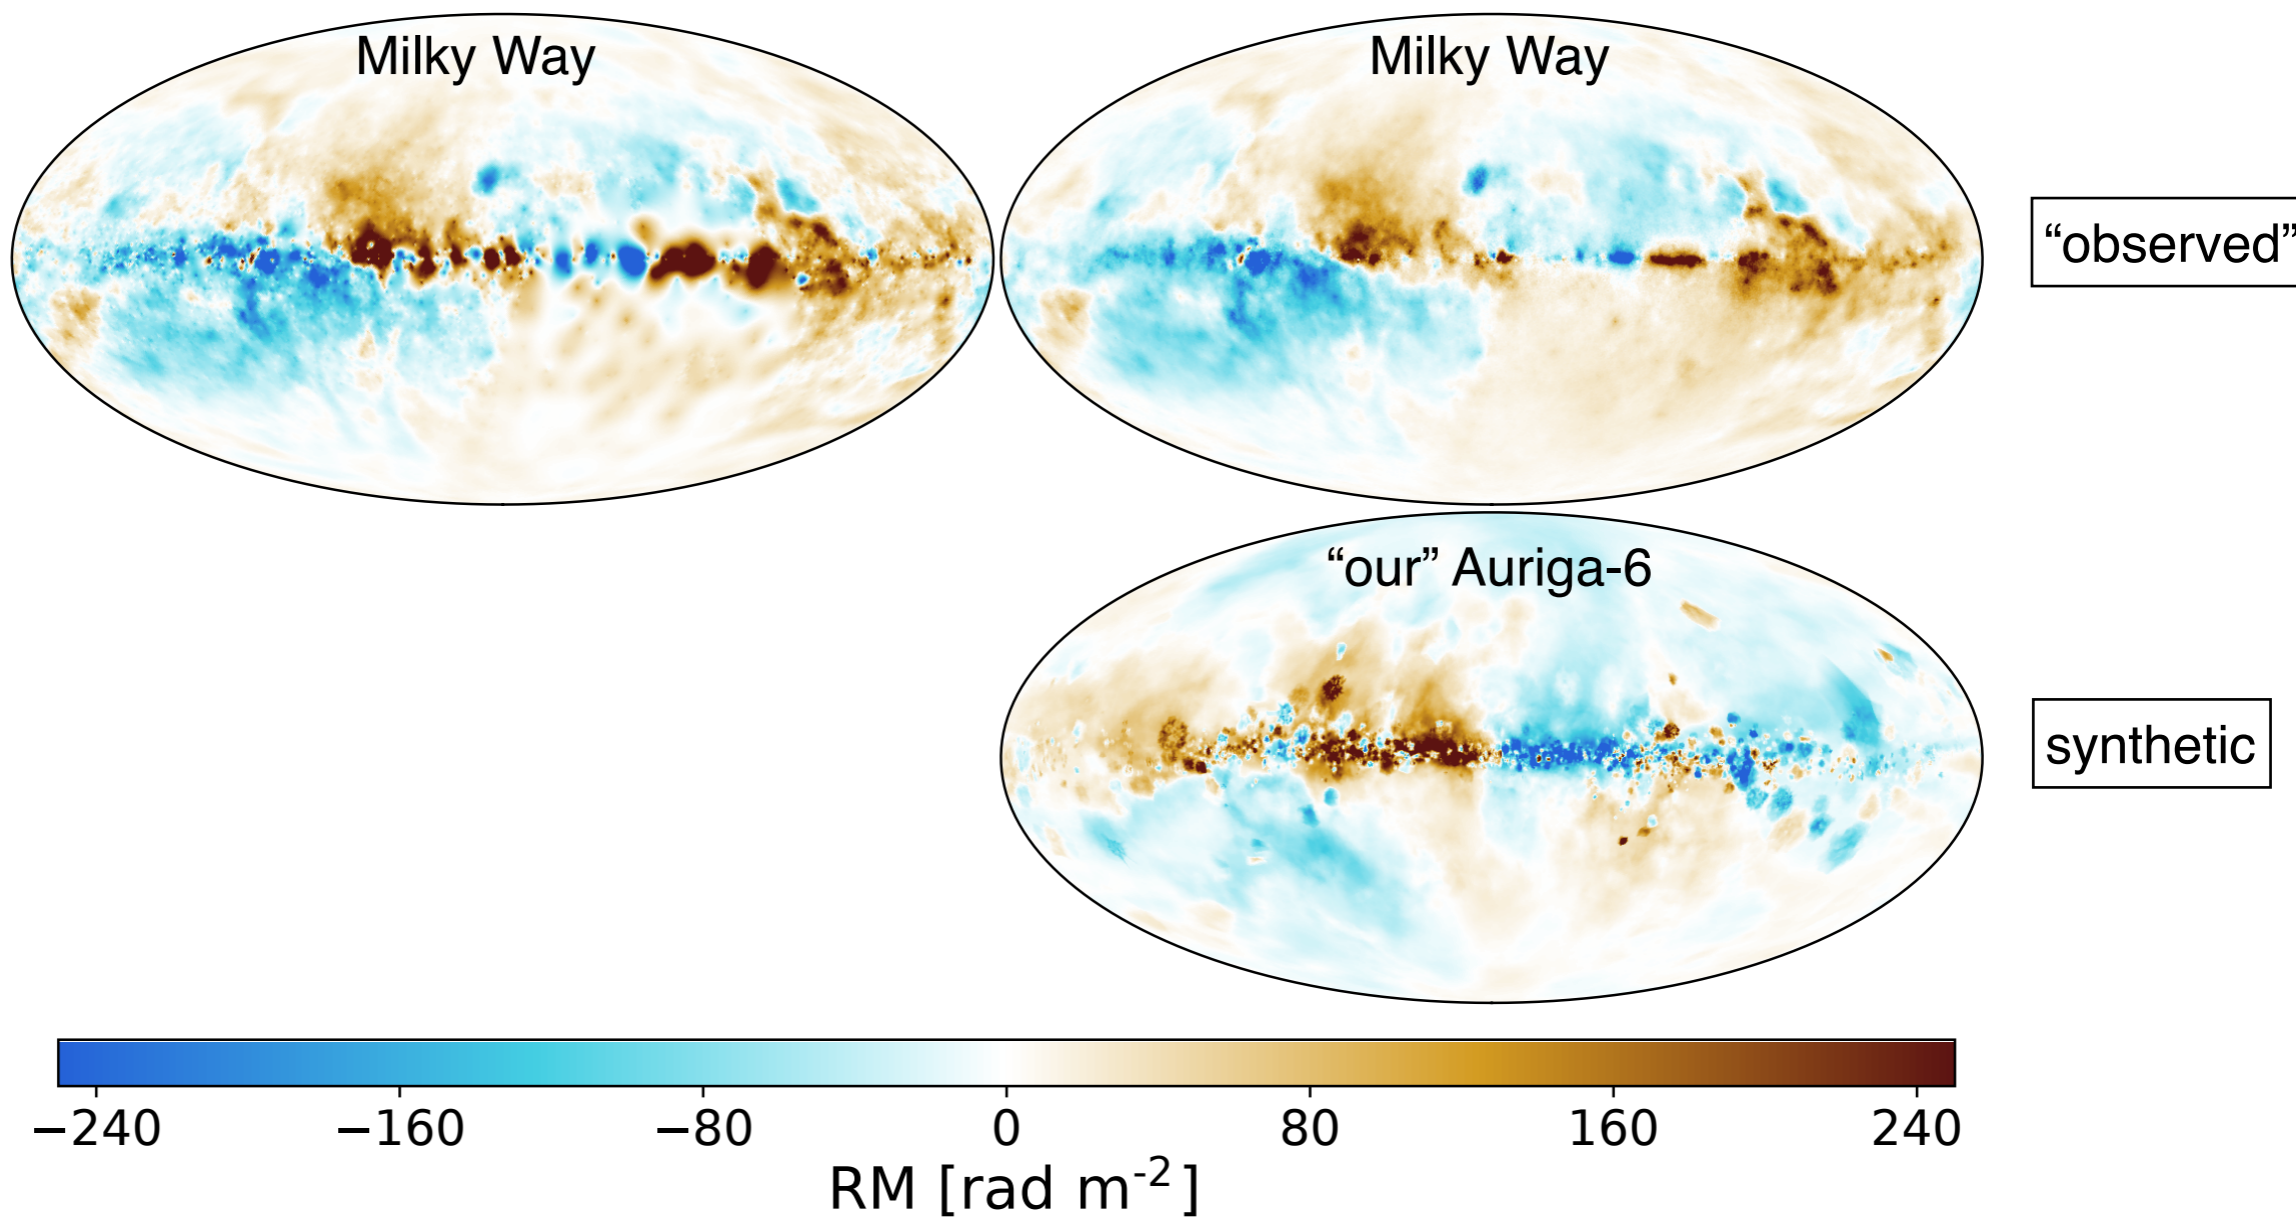 Milky Way
Milky Way
“observed”
“our” Auriga-6
synthetic
−240 −160 −80 0 80 160 240
RM [rad m-2]